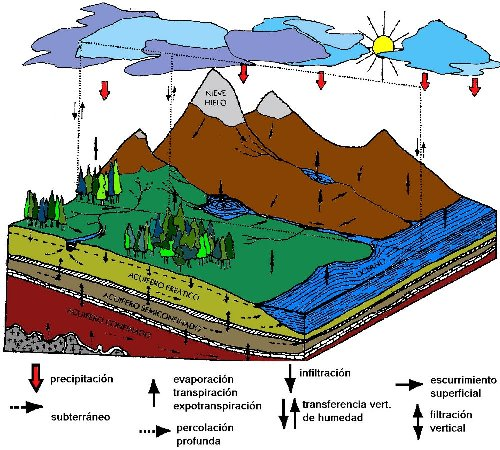 NIEVE
HIELO
ACUIFERO FREATICO
ACUIFERO SEMICONFINADO
ACUIFERO CONFINADO
precipitación
evaporación
transpiración
expotranspiración
infiltración
escurrimiento
superficial
subterráneo
percolación
profunda
transferencia vert.
de humedad
filtración
vertical